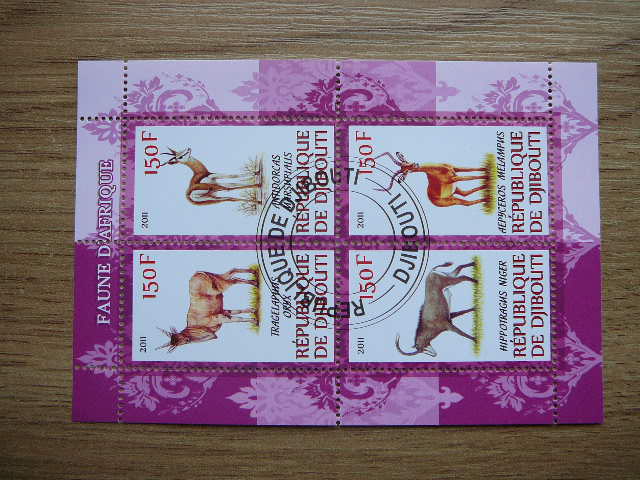 FAUNE D'AFRIQUE
150F
2011
ANTIDORCAS
MARSUPIALIS
RÉPUBLIQUE
DE DJIBOUTI
150F
2011
AEPYCEROS MELAMPUS
RÉPUBLIQUE
DE DJIBOUTI
150F
2011
TRAGELAPHUS
ORYX
RÉPUBLIQUE
DE DJIBOUTI
150F
2011
HIPPOTRAGUS NIGER
RÉPUBLIQUE
DE DJIBOUTI
RÉPUBLIQUE DE DJIBOUTI
DJIBOUTI